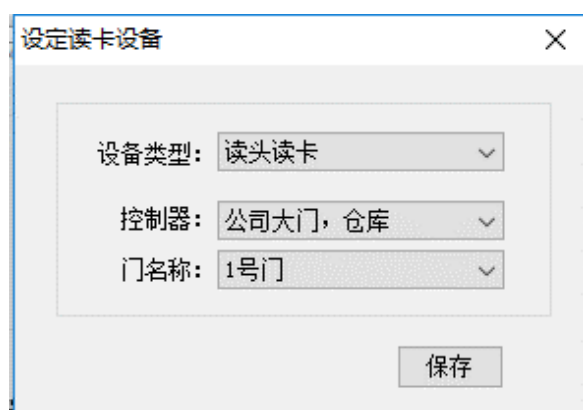 设定读卡设备
设备类型: 读头读卡
控制器: 公司大门，仓库
门名称: 1号门
保存